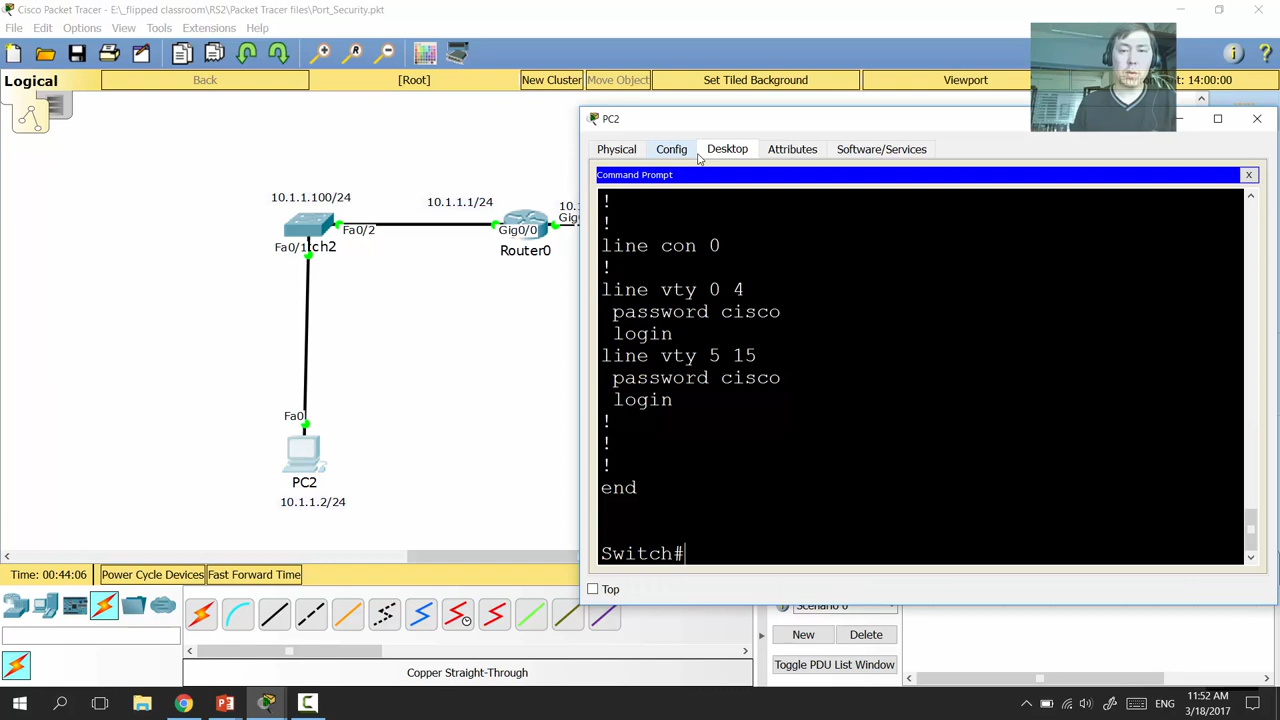 Cisco Packet Tracer - E:\_flipped classroom\RS2\Packet Tracer files\Port_Security.pkt
File Edit Options View Tools Extensions Help
Logical Back [Root] New Cluster Move Object Set Tiled Background Viewport 14:00:00
PC2
Physical Config Desktop Attributes Software/Services
Command Prompt X
!
!
line con 0
!
line vty 0 4
password cisco
login
line vty 5 15
password cisco
login
!
!
!
end
Switch#
Top
10.1.1.100/24
10.1.1.1/24
Fa0/2
Gig0/0
Fa0/1
Router0
Fa0
PC2
10.1.1.2/24
Time: 00:44:06 Power Cycle Devices Fast Forward Time
New Delete
Toggle PDU List Window
Copper Straight-Through
ENG
11:52 AM
3/18/2017